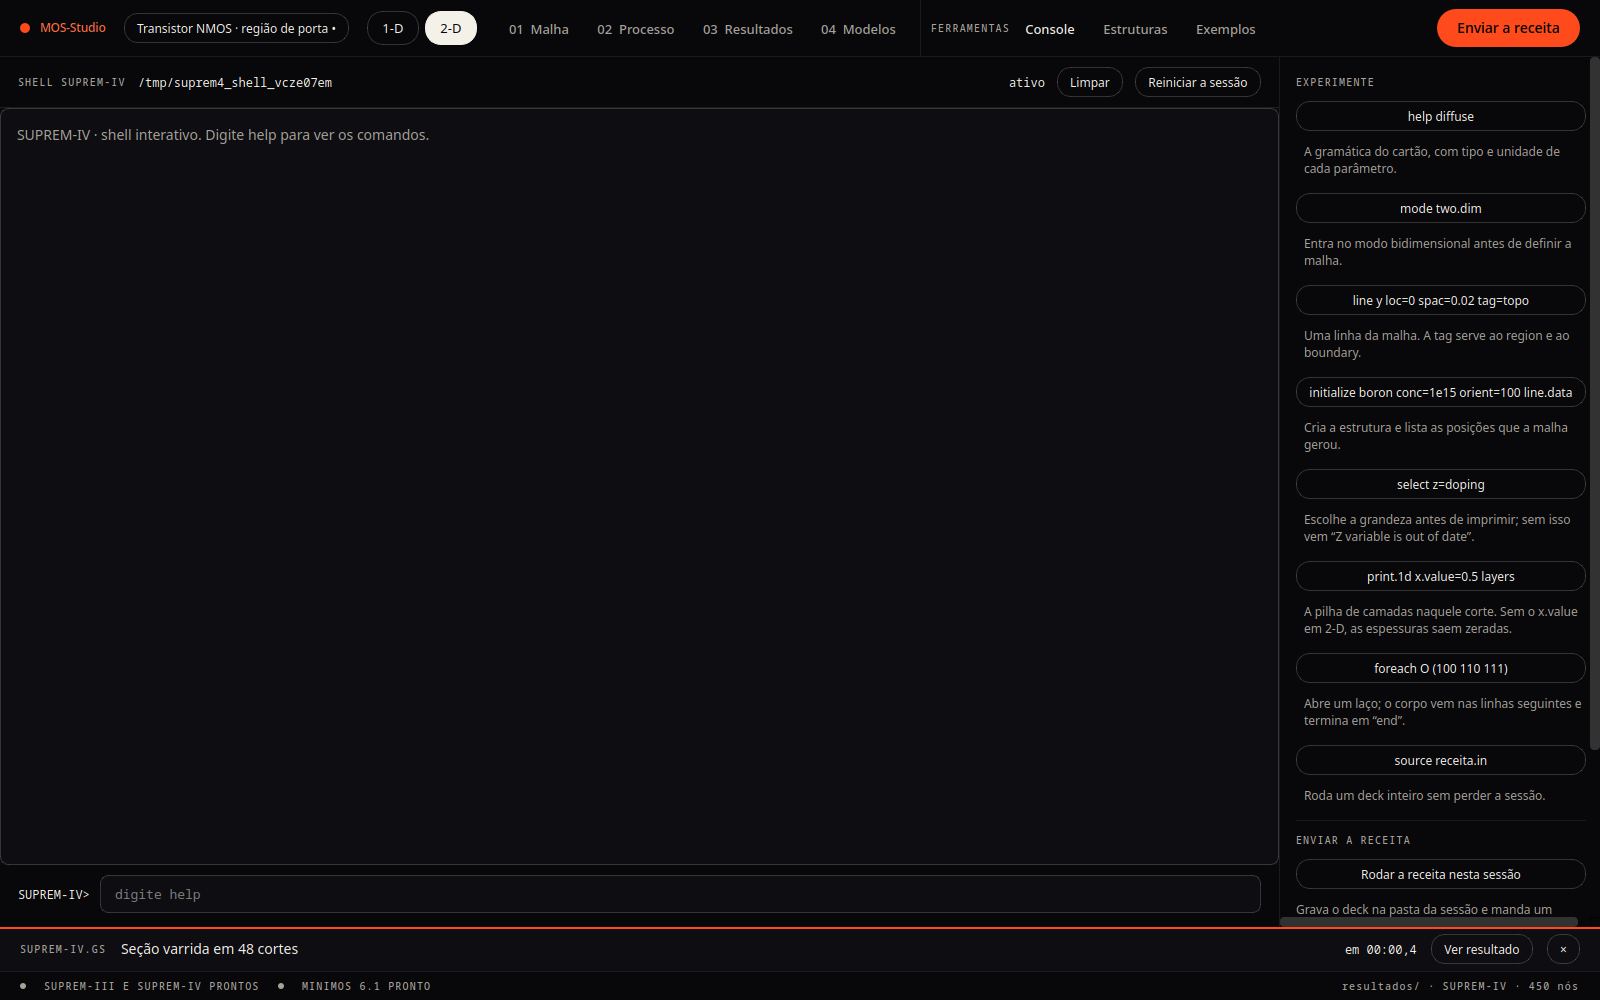 MOS-Studio
Transistor NMOS · região de porta •
1-D
2-D
01 Malha
02 Processo
03 Resultados
04 Modelos
FERRAMENTAS
Console
Estruturas
Exemplos
Enviar a receita
SHELL SUPREM-IV
/tmp/suprem4_shell_vcze07em
ativo
Limpar
Reiniciar a sessão
SUPREM-IV · shell interativo. Digite help para ver os comandos.
SUPREM-IV>
digite help
EXPERIMENTE
help diffuse
A gramática do cartão, com tipo e unidade de
cada parâmetro.
mode two.dim
Entra no modo bidimensional antes de definir a
malha.
line y loc=0 spac=0.02 tag=topo
Uma linha da malha. A tag serve ao region e ao
boundary.
initialize boron conc=1e15 orient=100 line.data
Cria a estrutura e lista as posições que a malha
gerou.
select z=doping
Escolhe a grandeza antes de imprimir; sem isso
vem “Z variable is out of date”.
print.1d x.value=0.5 layers
A pilha de camadas naquele corte. Sem o x.value
em 2-D, as espessuras saem zeradas.
foreach O (100 110 111)
Abre um laço; o corpo vem nas linhas seguintes e
termina em “end”.
source receita.in
Roda um deck inteiro sem perder a sessão.
ENVIAR A RECEITA
Rodar a receita nesta sessão
Grava o deck na pasta da sessão e manda um
SUPREM-IV.GS
Seção varrida em 48 cortes
em 00:00,4
Ver resultado
×
SUPREM-III E SUPREM-IV PRONTOS
MINIMOS 6.1 PRONTO
resultados/ · SUPREM-IV · 450 nós